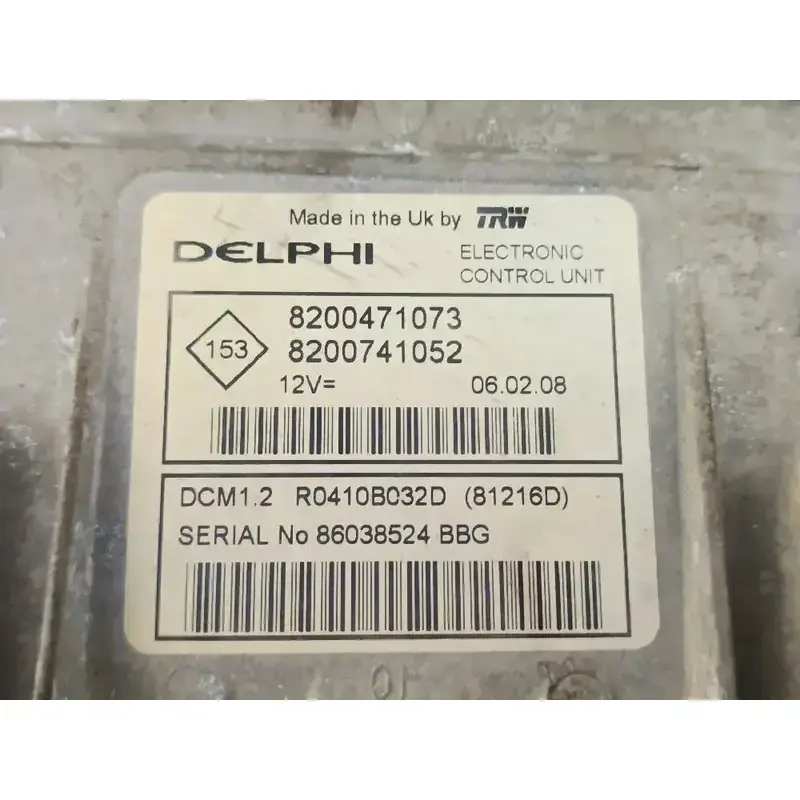 Made in the Uk by TRW
DELPHI ELECTRONIC
CONTROL UNIT
153
8200471073
8200741052
12V= 06.02.08
DCM1.2 R0410B032D (81216D)
SERIAL No 86038524 BBG